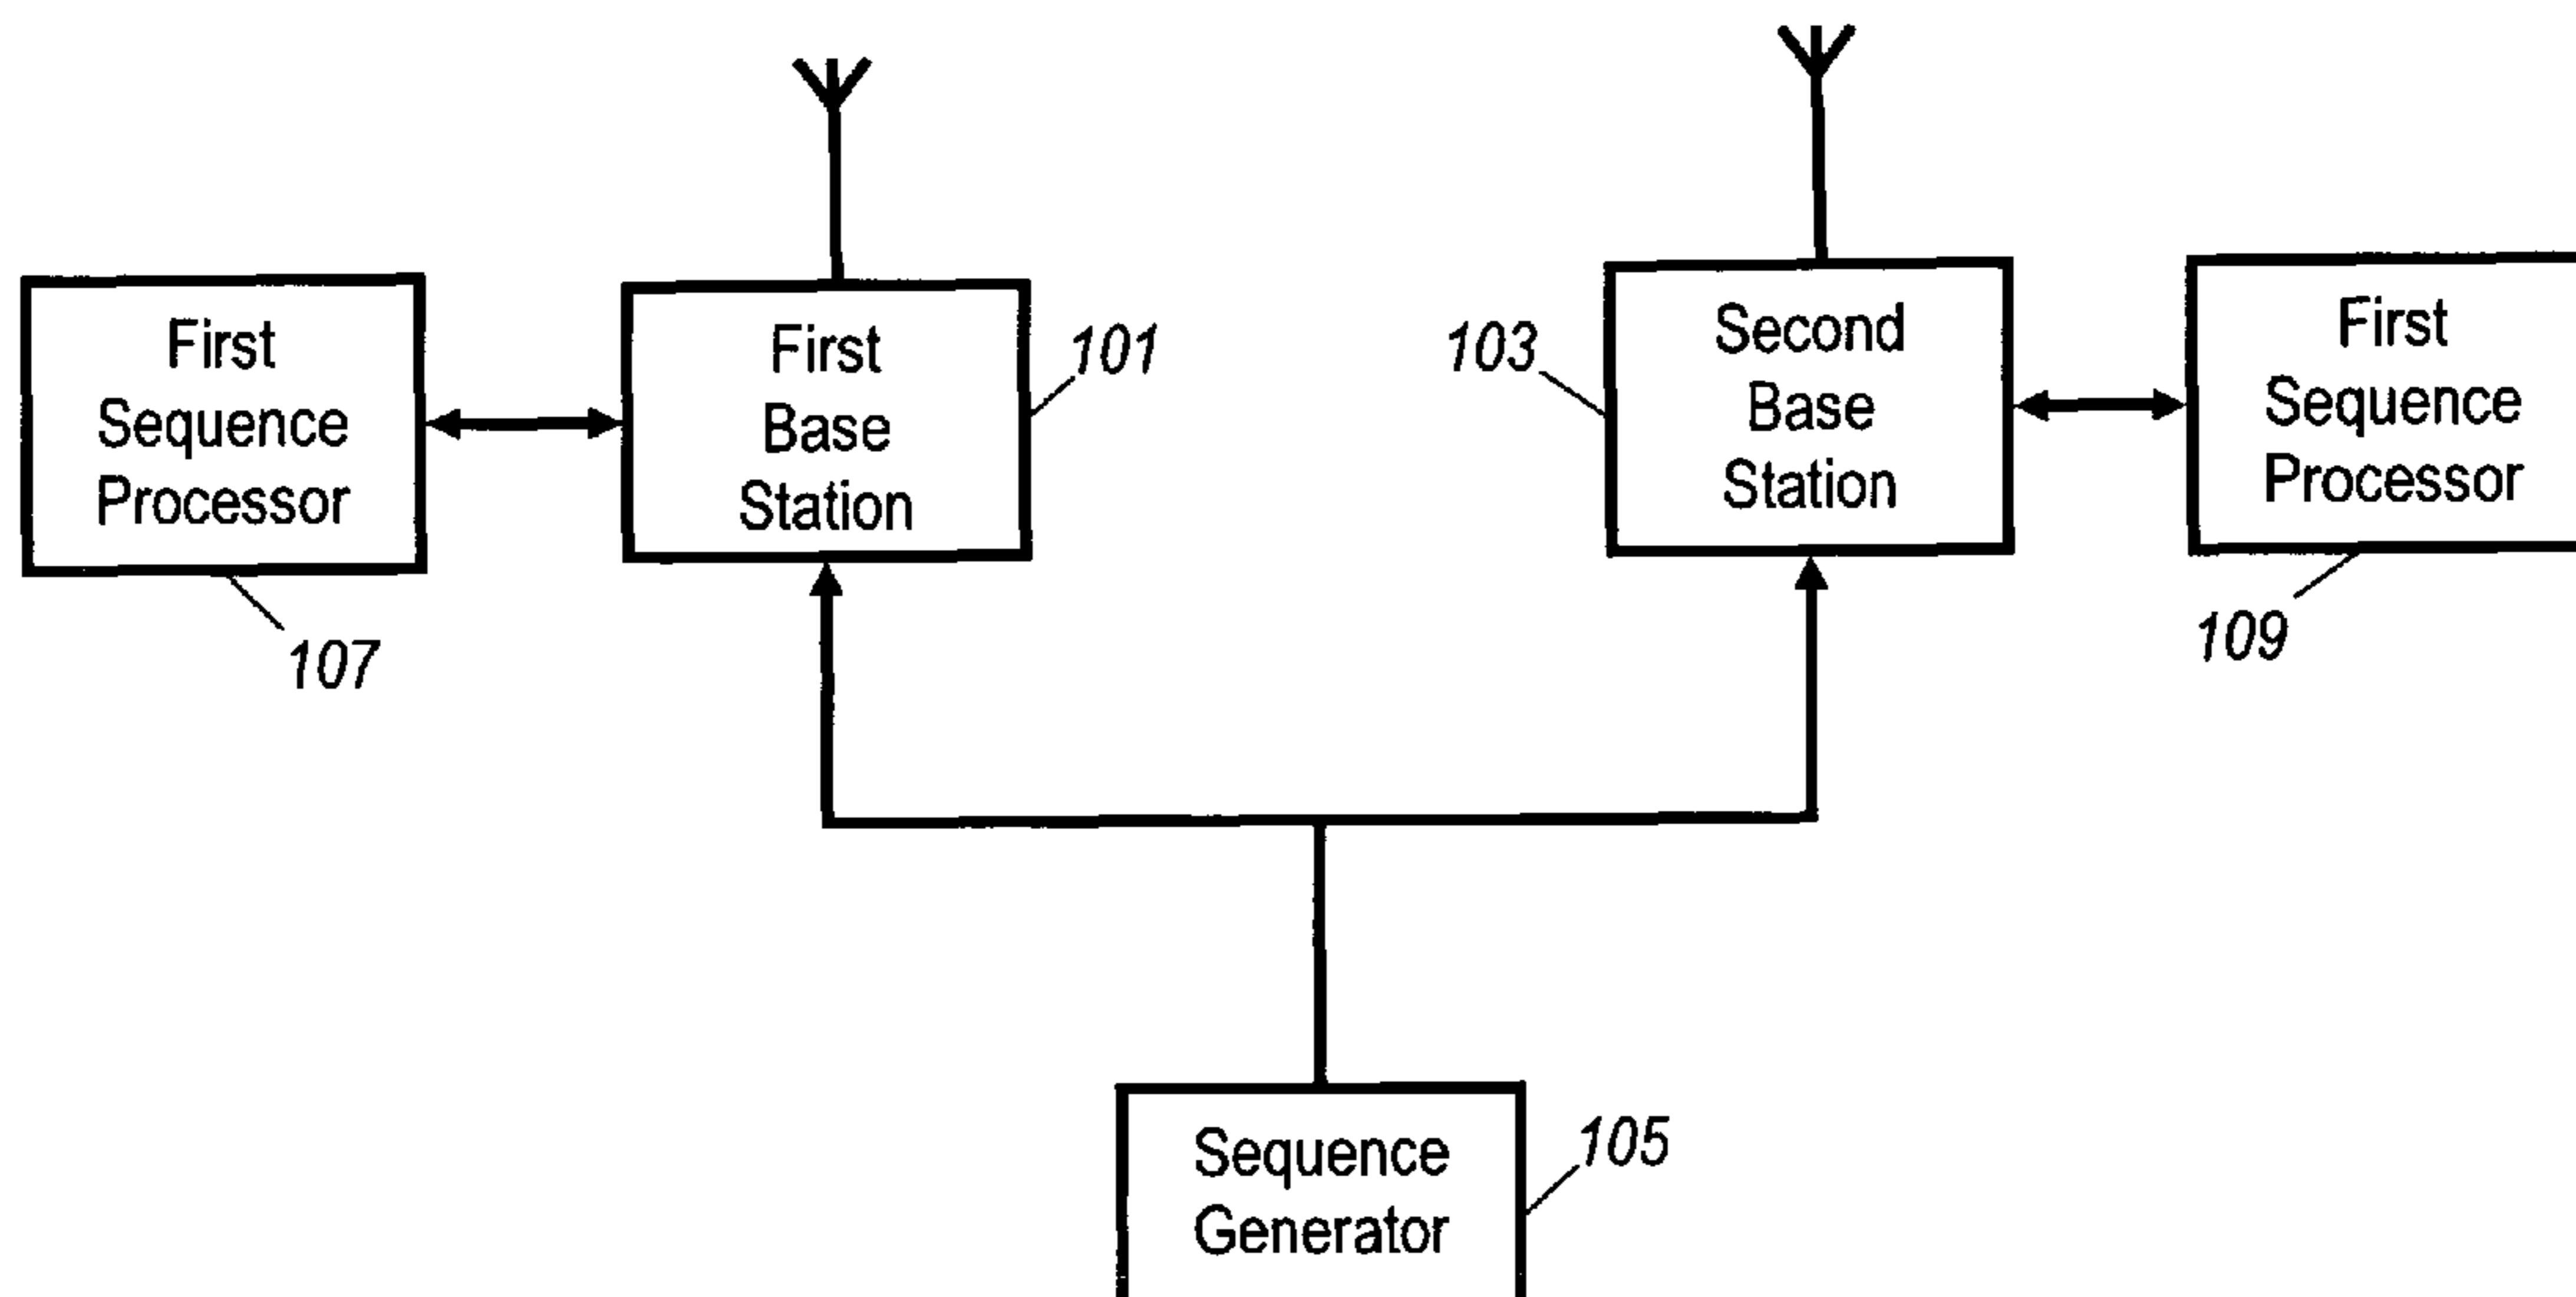 First
Sequence
Processor
107
First
Base
Station
101
Second
Base
Station
103
First
Sequence
Processor
109
Sequence
Generator
105